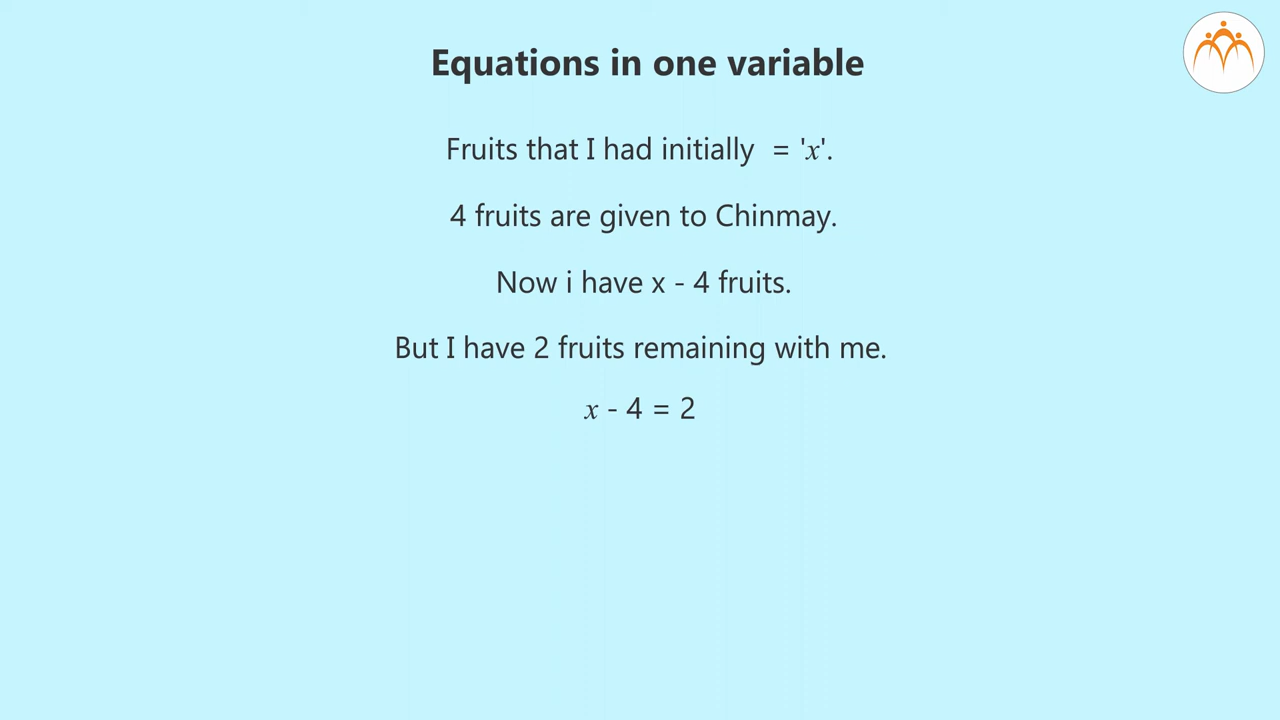 Equations in one variable
Fruits that I had initially = 'x'.
4 fruits are given to Chinmay.
Now i have x - 4 fruits.
But I have 2 fruits remaining with me.
x - 4 = 2